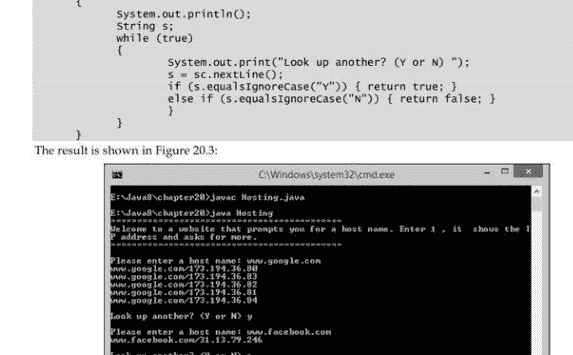 {
System.out.println();
String s;
while (true)
{
System.out.print("Look up another? (Y or N) ");
s = sc.nextLine();
if (s.equalsIgnoreCase("Y")) { return true; }
else if (s.equalsIgnoreCase("N")) { return false; }
}
}
}
The result is shown in Figure 20.3:
C:\Windows\system32\cmd.exe
E:\Java8\chapter20>javac Hosting.java
E:\Java8\chapter20>java Hosting
Welcome to a website that prompts you for a host name. Enter 1 , it shows the I
P address and asks for more.
Please enter a host name: www.google.com
www.google.com/173.194.36.80
www.google.com/173.194.36.83
www.google.com/173.194.36.82
www.google.com/173.194.36.81
www.google.com/173.194.36.84
Look up another? (Y or N) y
Please enter a host name: www.facebook.com
www.facebook.com/31.13.79.246
Look up another? (Y or N)